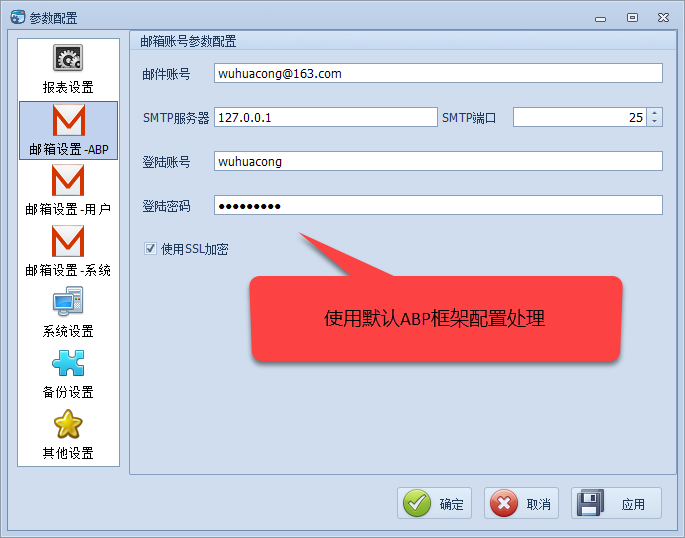 参数配置
报表设置
邮箱设置-ABP
邮箱设置-用户
邮箱设置-系统
系统设置
备份设置
其他设置
邮箱账号参数配置
邮件账号 wuhuacong@163.com
SMTP服务器 127.0.0.1 SMTP端口 25
登陆账号 wuhuacong
登陆密码 ●●●●●●●●●
使用SSL加密
使用默认ABP框架配置处理
确定 取消 应用